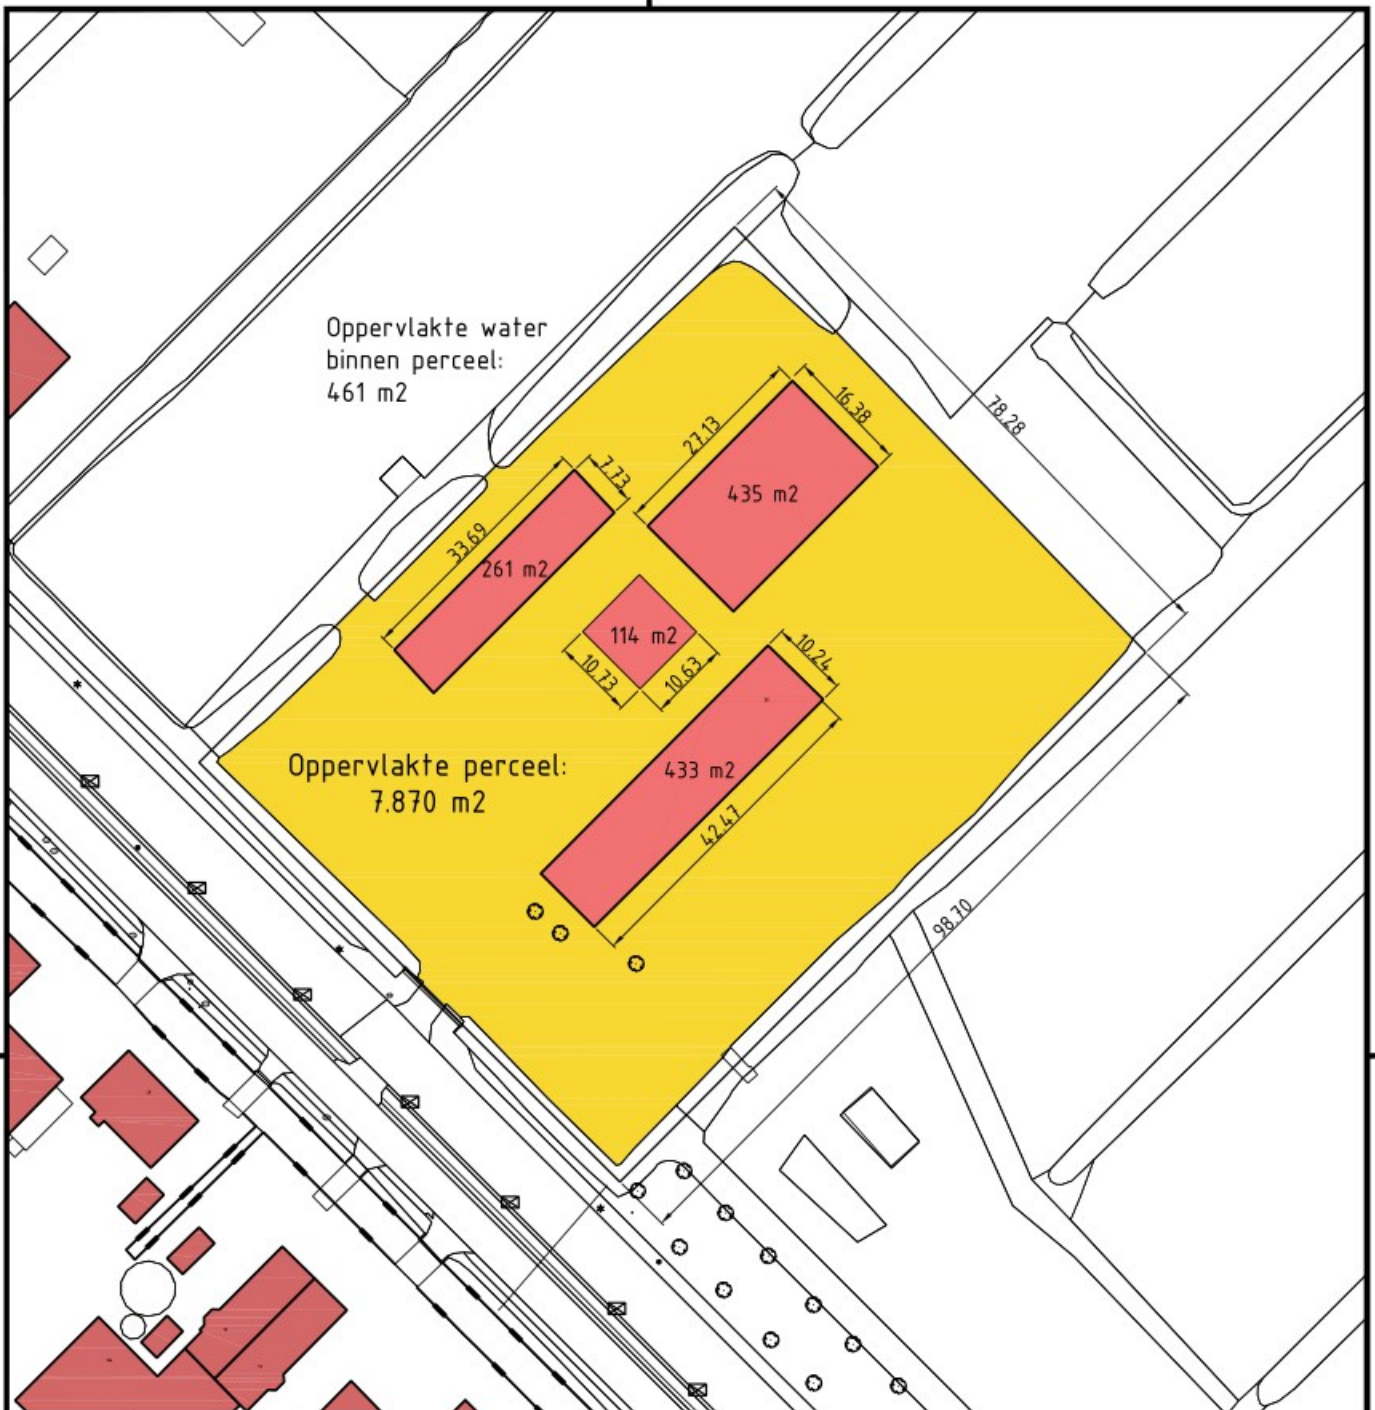 Oppervlakte water
binnen perceel:
461 m2
78.28
16.38
27.13
435 m2
7.73
33.69
261 m2
114 m2
10.73
10.63
10.24
433 m2
42.47
Oppervlakte perceel:
7.870 m2
98.70